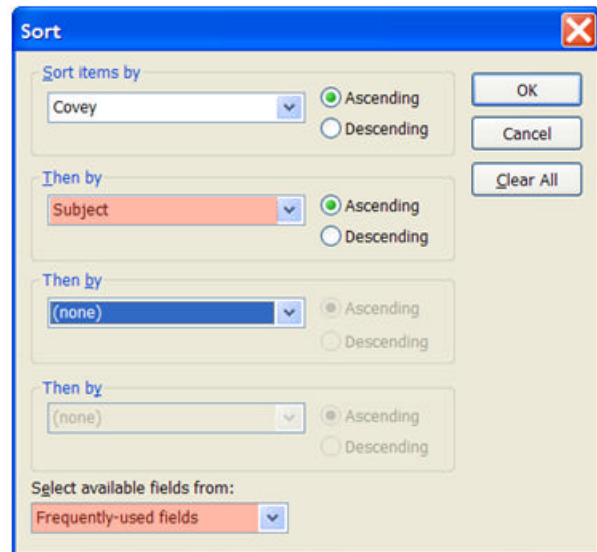 Sort
Sort items by
Covey
Ascending
Descending
OK
Cancel
Clear All
Then by
Subject
Ascending
Descending
Then by
(none)
Ascending
Descending
Then by
(none)
Ascending
Descending
Select available fields from:
Frequently-used fields